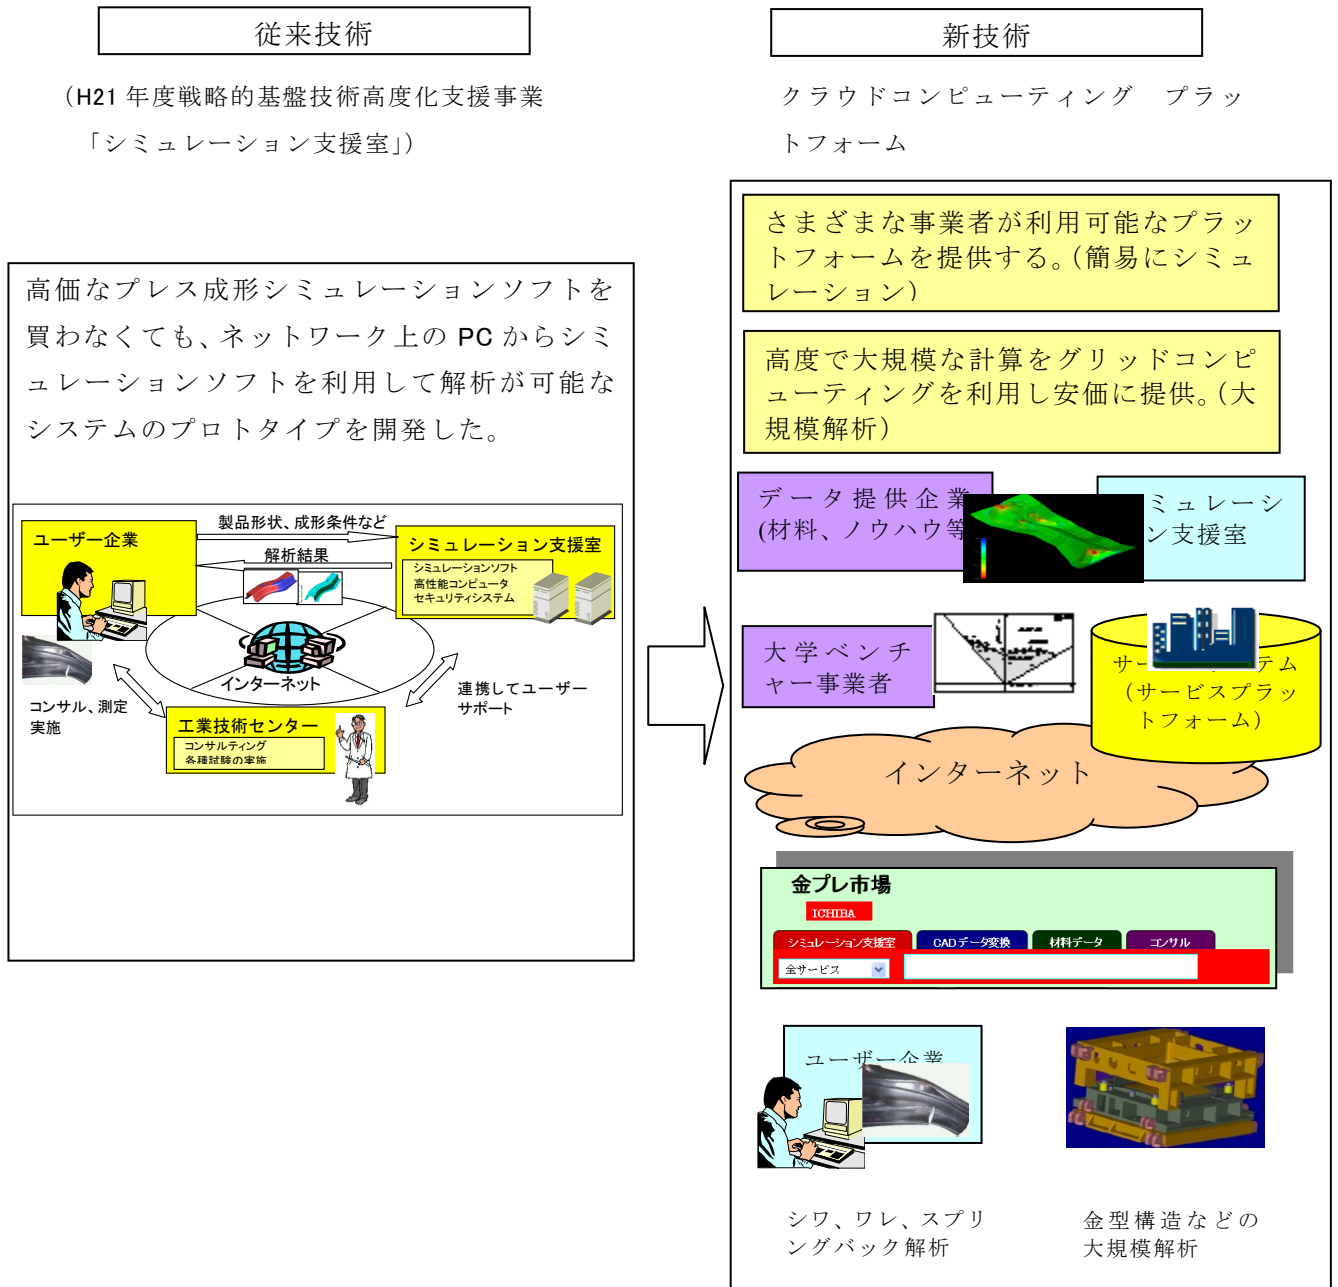 従来技術
(H21 年度戦略的基盤技術高度化支援事業
「シミュレーション支援室」)
高価なプレス成形シミュレーションソフトを
買わなくても、ネットワーク上の PC からシミ
ュレーションソフトを利用して解析が可能な
システムのプロトタイプを開発した。
ユーザー企業
製品形状、成形条件など
解析結果
シミュレーション支援室
シミュレーションソフト
高性能コンピュータ
セキュリティシステム
インターネット
コンサル、測定
実施
連携してユーザー
サポート
工業技術センター
コンサルティング
各種試験の実施
新技術
クラウドコンピューティング　プラッ
トフォーム
さまざまな事業者が利用可能なプラッ
トフォームを提供する。(簡易にシミュ
レーション)
高度で大規模な計算をグリッドコンピ
ューティングを利用し安価に提供。(大
規模解析)
データ提供企業
(材料、ノウハウ等
ミュレーシ
ン支援室
大学ベンチ
ャー事業者
サー
テム
(サービスプラッ
トフォーム)
インターネット
金プレ市場
ICHIBA
シミュレーション支援室
CADデータ変換
材料データ
コンサル
全サービス
ユーザー企業
シワ、ワレ、スプリ
ングバック解析
金型構造などの
大規模解析